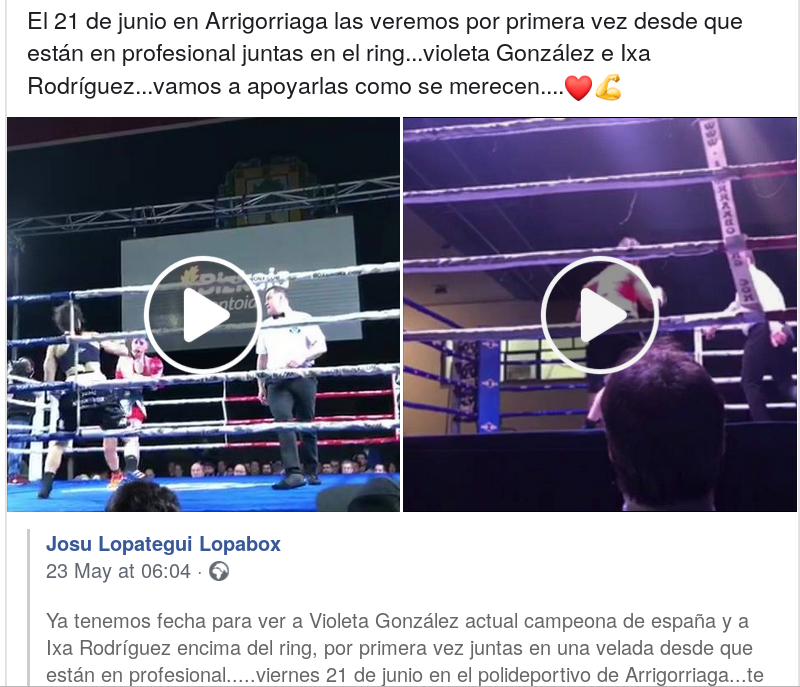 El 21 de junio en Arrigorriaga las veremos por primera vez desde que
están en profesional juntas en el ring...violeta González e Ixa
Rodríguez...vamos a apoyarlas como se merecen....❤️💪
Josu Lopategui Lopabox
23 May at 06:04 ·
Ya tenemos fecha para ver a Violeta González actual campeona de españa y a
Ixa Rodríguez encima del ring, por primera vez juntas en una velada desde que
están en profesional.....viernes 21 de junio en el polideportivo de Arrigorriaga...te